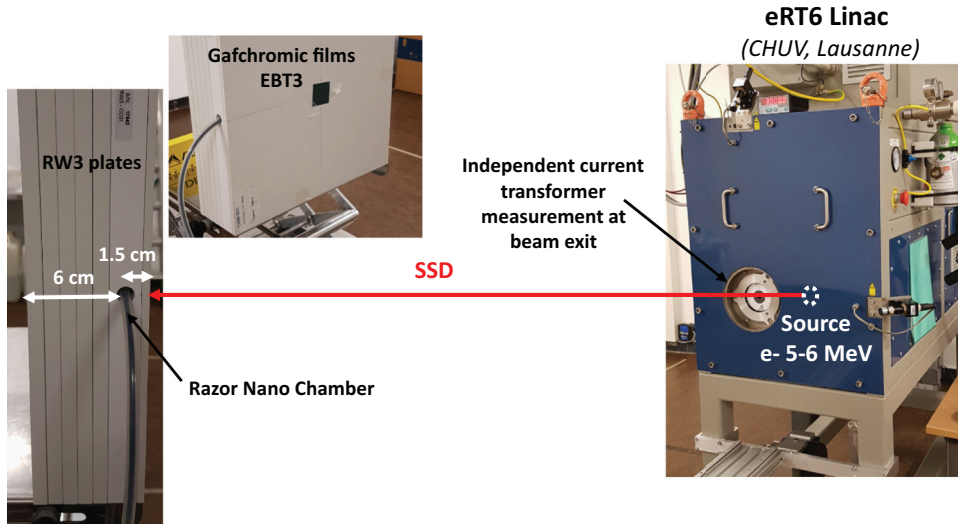 eRT6 Linac
(CHUV, Lausanne)
Gafchromic films
EBT3
RW3 plates
Independent current
transformer
measurement at
beam exit
1.5 cm
6 cm
SSD
Source
e- 5-6 MeV
Razor Nano Chamber